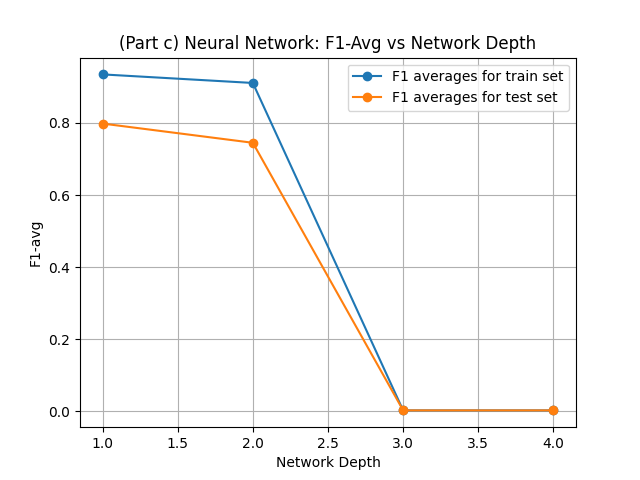 (Part c) Neural Network: F1-Avg vs Network Depth
F1 averages for train set
F1 averages for test set
F1-avg
0.8
0.6
0.4
0.2
0.0
1.0 1.5 2.0 2.5 3.0 3.5 4.0
Network Depth